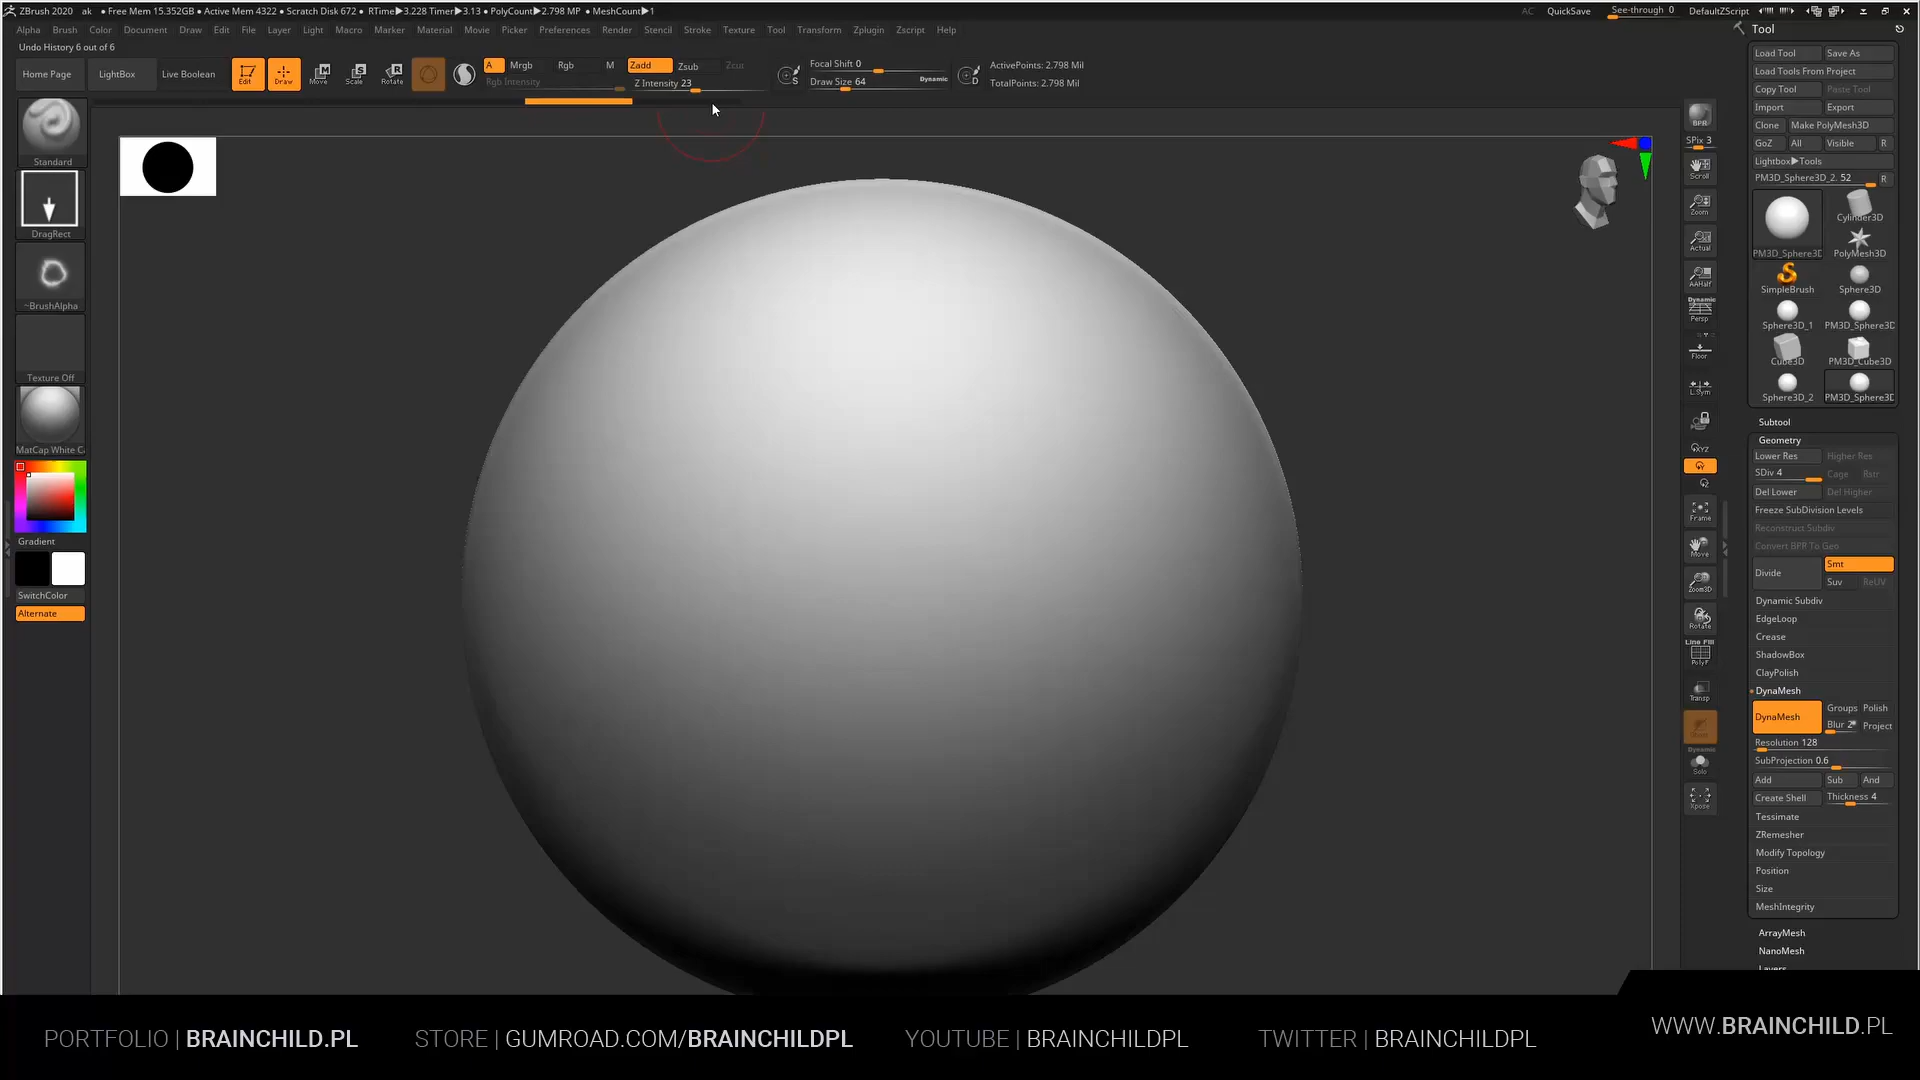 ZBrush 2020 ak • Free Mem 15.352GB • Active Mem 4322 • Scratch Disk 672 • RTime▶3.228 Timer▶3.13 • PolyCount▶2.798 MP • MeshCount▶1
AC QuickSave See-through 0 DefaultZScript
Alpha Brush Color Document Draw Edit File Layer Light Macro Marker Material Movie Picker Preferences Render Stencil Stroke Texture Tool Transform Zplugin Zscript Help
Undo History 6 out of 6
Home Page LightBox Live Boolean Edit Draw Move Scale Rotate
A Mrgb Rgb M Zadd Zsub Zcut
Rgb Intensity Z Intensity 23
Focal Shift 0
Draw Size 64 Dynamic
S
D
ActivePoints: 2.798 Mil
TotalPoints: 2.798 Mil
Standard
DragRect
~BrushAlpha
Texture Off
MatCap White C
Gradient
SwitchColor
Alternate
BPR
SPix 3
Scroll
Zoom
Actual
AAHalf
Dynamic
Persp
Floor
L.Sym
XYZ
Y
Z
Frame
Move
Zoom3D
Rotate
Line Fill
PolyF
Transp
Dynamic
Solo
Xpose
Tool
Load Tool Save As
Load Tools From Project
Copy Tool Paste Tool
Import Export
Clone Make PolyMesh3D
GoZ All Visible R
Lightbox▶Tools
PM3D_Sphere3D_2. 52 R
Cylinder3D
PM3D_Sphere3D PolyMesh3D
SimpleBrush Sphere3D
Sphere3D_1 PM3D_Sphere3D
Cube3D PM3D_Cube3D
Sphere3D_2 PM3D_Sphere3D
Subtool
Geometry
Lower Res Higher Res
SDiv 4 Cage Rstr
Del Lower Del Higher
Freeze SubDivision Levels
Reconstruct Subdiv
Convert BPR To Geo
Divide Smt
Suv ReUV
Dynamic Subdiv
EdgeLoop
Crease
ShadowBox
ClayPolish
DynaMesh
DynaMesh Groups Polish
Blur 2 Project
Resolution 128
SubProjection 0.6
Add Sub And
Create Shell Thickness 4
Tessimate
ZRemesher
Modify Topology
Position
Size
MeshIntegrity
ArrayMesh
NanoMesh
Layers
PORTFOLIO | BRAINCHILD.PL STORE | GUMROAD.COM/BRAINCHILDPL YOUTUBE | BRAINCHILDPL TWITTER | BRAINCHILDPL WWW.BRAINCHILD.PL